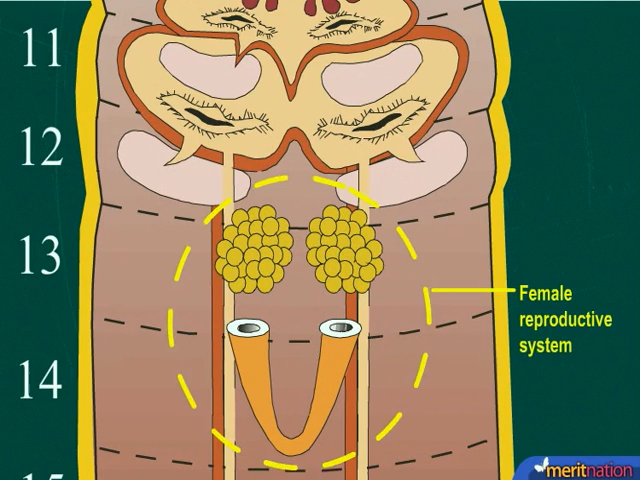 11
12
13
Female
reproductive
system
14
meritnation